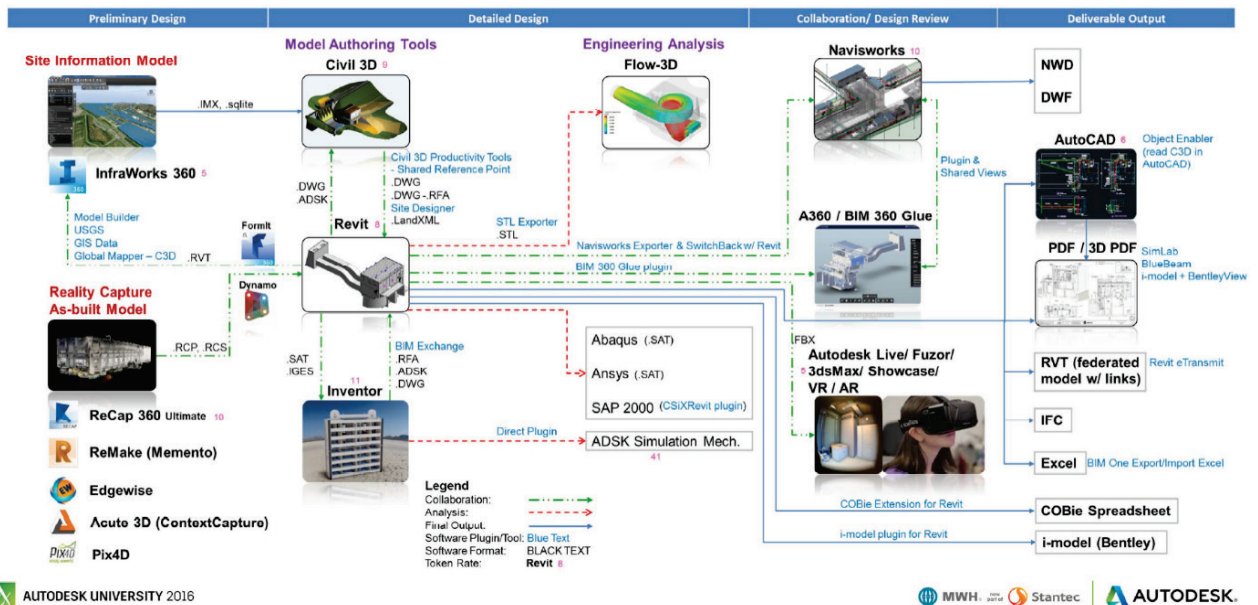 Preliminary Design
Detailed Design
Collaboration/ Design Review
Deliverable Output
Site Information Model
.IMX, .sqlite
InfraWorks 360 5
Model Builder
USGS
GIS Data
Global Mapper – C3D
.RVT
FormIt
Dynamo
Reality Capture
As-built Model
.RCP, .RCS
ReCap 360 Ultimate 10
ReMake (Memento)
Edgewise
Acute 3D (ContextCapture)
Pix4D
Model Authoring Tools
Civil 3D 9
.DWG
.ADSK
Civil 3D Productivity Tools
- Shared Reference Point
.DWG
.DWG -.RFA
Site Designer
.LandXML
Revit 8
.SAT
.IGES
BIM Exchange
.RFA
.ADSK
.DWG
11
Inventor
Engineering Analysis
Flow-3D
STL Exporter
.STL
Navisworks Exporter & SwitchBack w/ Revit
BIM 360 Glue plugin
Abaqus (.SAT)
Ansys (.SAT)
SAP 2000 (CSiXRevit plugin)
Direct Plugin
ADSK Simulation Mech.
41
Legend
Collaboration:
Analysis:
Final Output:
Software Plugin/Tool: Blue Text
Software Format: BLACK TEXT
Token Rate: Revit 8
Navisworks 10
Plugin &
Shared Views
A360 / BIM 360 Glue
.FBX
Autodesk Live/ Fuzor/
3dsMax/ Showcase/
VR / AR
COBie Extension for Revit
i-model plugin for Revit
NWD
DWF
AutoCAD 6
Object Enabler
(read C3D in
AutoCAD)
PDF / 3D PDF
SimLab
BlueBeam
i-model + BentleyView
RVT (federated
model w/ links)
Revit eTransmit
IFC
Excel
BIM One Export/Import Excel
COBie Spreadsheet
i-model (Bentley)
AUTODESK UNIVERSITY 2016
MWH now part of Stantec
AUTODESK.